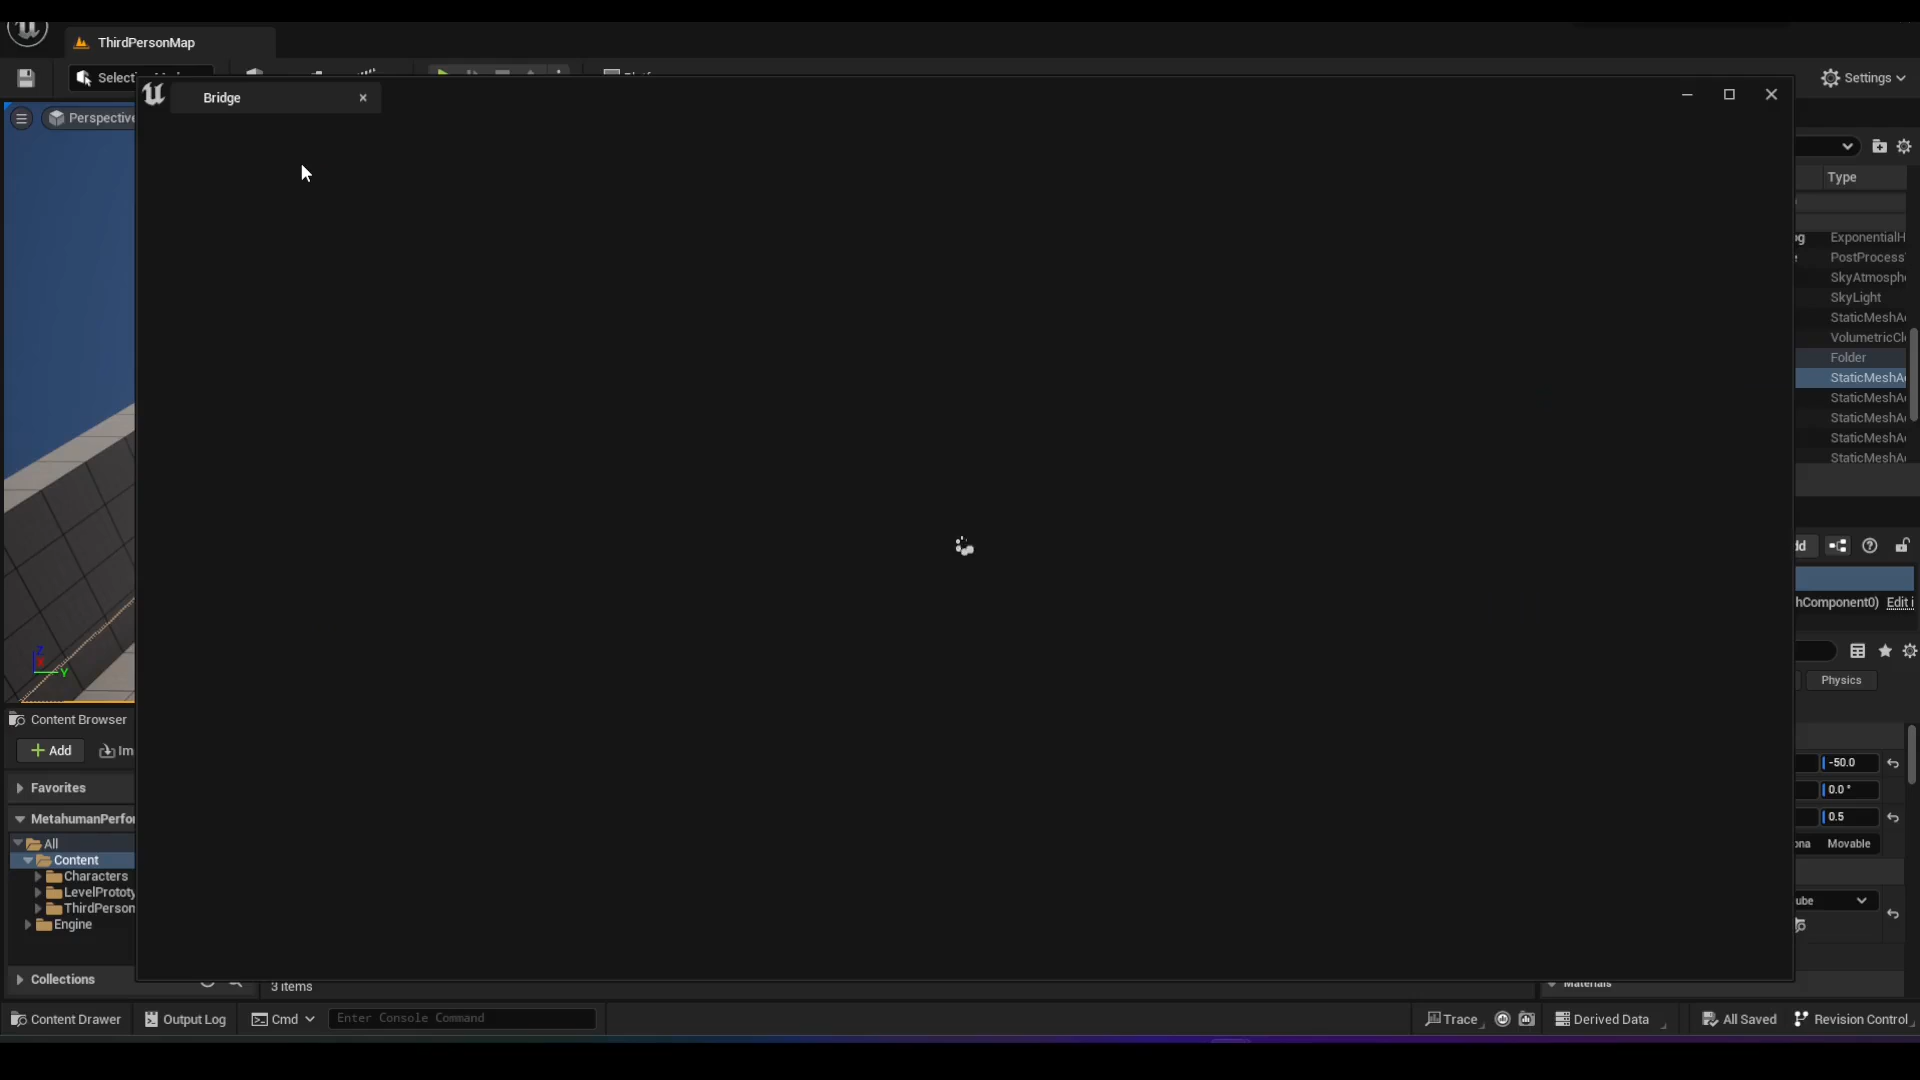 ThirdPersonMap
Settings
Bridge
Perspective
Type
ExponentialH
PostProcess
SkyAtmosph
SkyLight
StaticMeshA
VolumetricCl
Folder
StaticMeshA
StaticMeshA
StaticMeshA
StaticMeshA
StaticMeshA
hComponent0) Edit i
Physics
Content Browser
Add
Im
-50.0
Favorites
0.0 °
MetahumanPerfor
0.5
All
Movable
Content
Characters
LevelPrototy
ube
ThirdPerson
Engine
Collections
3 items
Materials
Content Drawer
Output Log
Cmd
Enter Console Command
Trace
Derived Data
All Saved
Revision Control